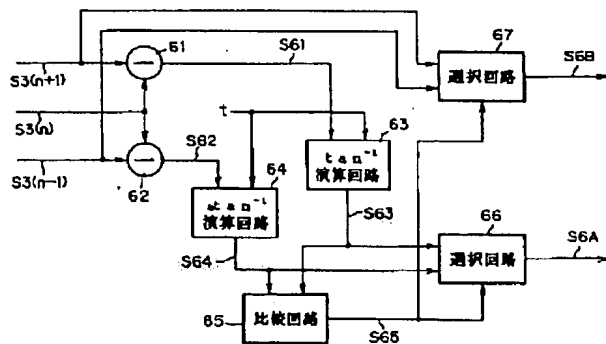 61
S61
67
S3(n+1)
選択回路
S6B
S3(n)
t
63
S62
tan⁻¹
演算回路
S3(n-1)
62
64
tan⁻¹
演算回路
S63
66
S64
選択回路
S6A
比較回路
65
S65